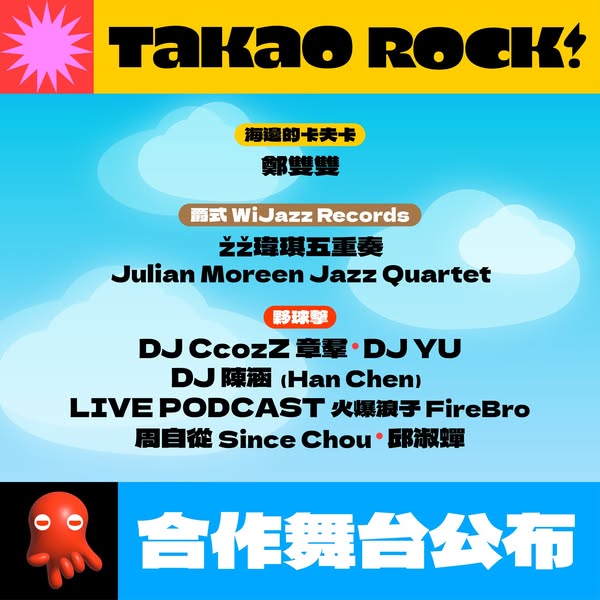 TAKAO ROCK!
海邊的卡夫卡
鄭雙雙
爵式 WiJazz Records
žž瑋琪五重奏
Julian Moreen Jazz Quartet
夥球擊
DJ CcozZ 章羣•DJ YU
DJ 陳涵 (Han Chen)
LIVE PODCAST 火爆浪子 FireBro
周自從 Since Chou•邱淑蟬
合作舞台公布